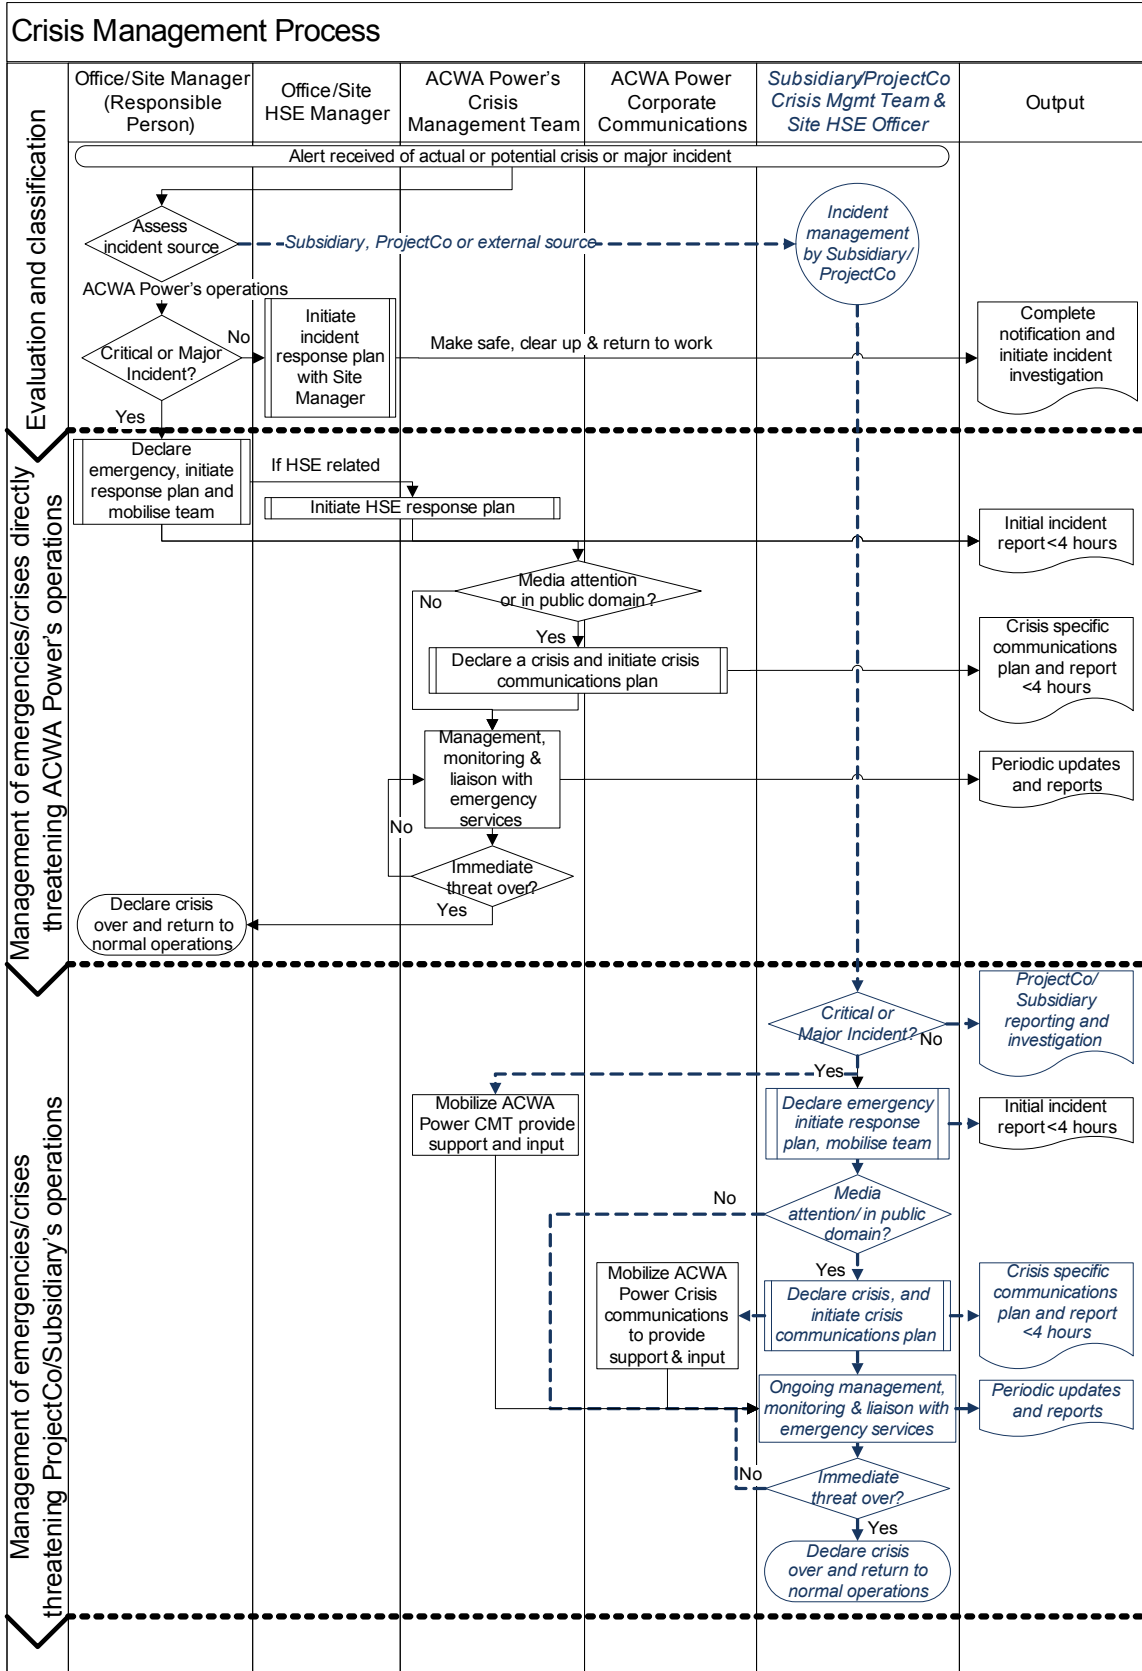 Crisis Management Process
Office/Site Manager
(Responsible
Person)
Office/Site
HSE Manager
ACWA Power's
Crisis
Management Team
ACWA Power
Corporate
Communications
Subsidiary/ProjectCo
Crisis Mgmt Team &
Site HSE Officer
Output
Evaluation and classification
Alert received of actual or potential crisis or major incident
Assess
incident source
Subsidiary, ProjectCo or external source
Incident
management
by Subsidiary/
ProjectCo
ACWA Power's operations
Critical or Major
Incident?
No
Initiate
incident
response plan
with Site
Manager
Make safe, clear up & return to work
Complete
notification and
initiate incident
investigation
Yes
Management of emergencies/crises directly
threatening ACWA Power's operations
Declare
emergency, initiate
response plan and
mobilise team
If HSE related
Initiate HSE response plan
Initial incident
report<4 hours
Media attention
or in public domain?
No
Yes
Declare a crisis and initiate crisis
communications plan
Crisis specific
communications
plan and report
<4 hours
Management,
monitoring &
liaison with
emergency
services
Periodic updates
and reports
No
Immediate
threat over?
Yes
Declare crisis
over and return to
normal operations
Management of emergencies/crises
threatening ProjectCo/Subsidiary's operations
Critical or
Major Incident?
No
ProjectCo/
Subsidiary
reporting and
investigation
Yes
Mobilize ACWA
Power CMT provide
support and input
Declare emergency
initiate response
plan, mobilise team
Initial incident
report<4 hours
No
Media
attention/ in public
domain?
Yes
Mobilize ACWA
Power Crisis
communications
to provide
support & input
Declare crisis, and
initiate crisis
communications plan
Crisis specific
communications
plan and report
<4 hours
Ongoing management,
monitoring & liaison with
emergency services
Periodic updates
and reports
No
Immediate
threat over?
Yes
Declare crisis
over and return to
normal operations